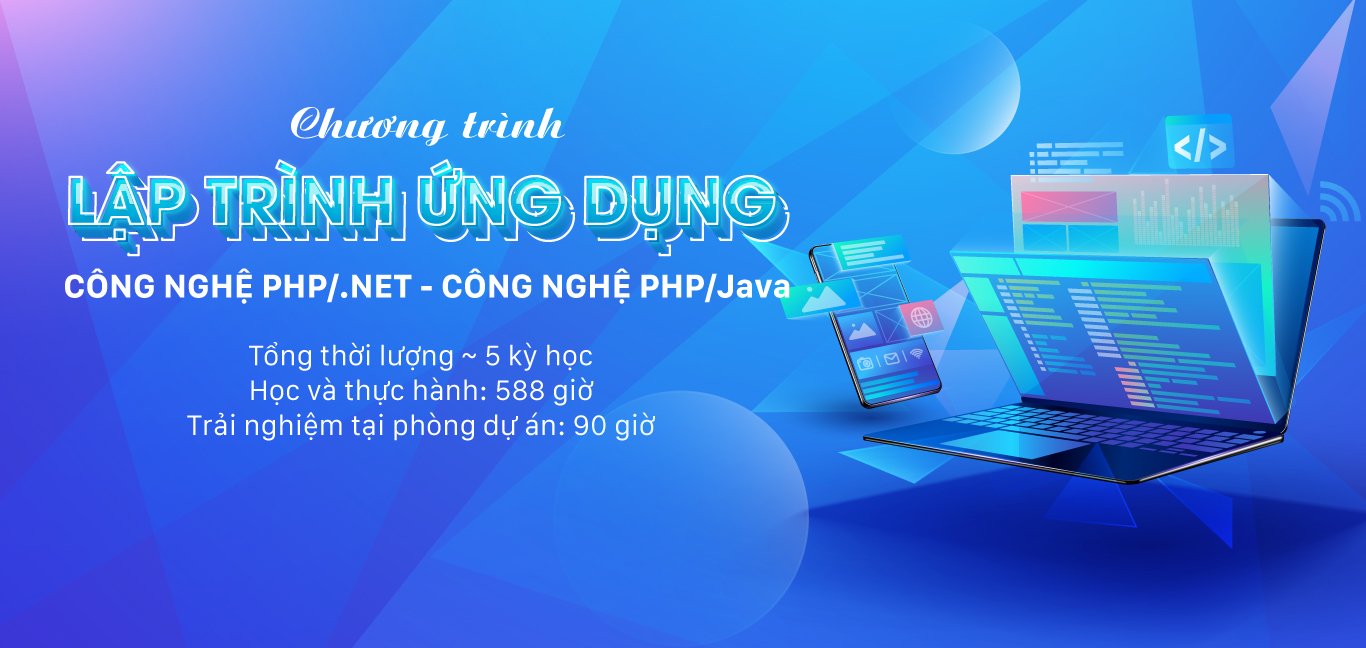 Chương trình
LẬP TRÌNH ỨNG DỤNG
CÔNG NGHỆ PHP/.NET - CÔNG NGHỆ PHP/Java
Tổng thời lượng ~ 5 kỳ học
Học và thực hành: 588 giờ
Trải nghiệm tại phòng dự án: 90 giờ